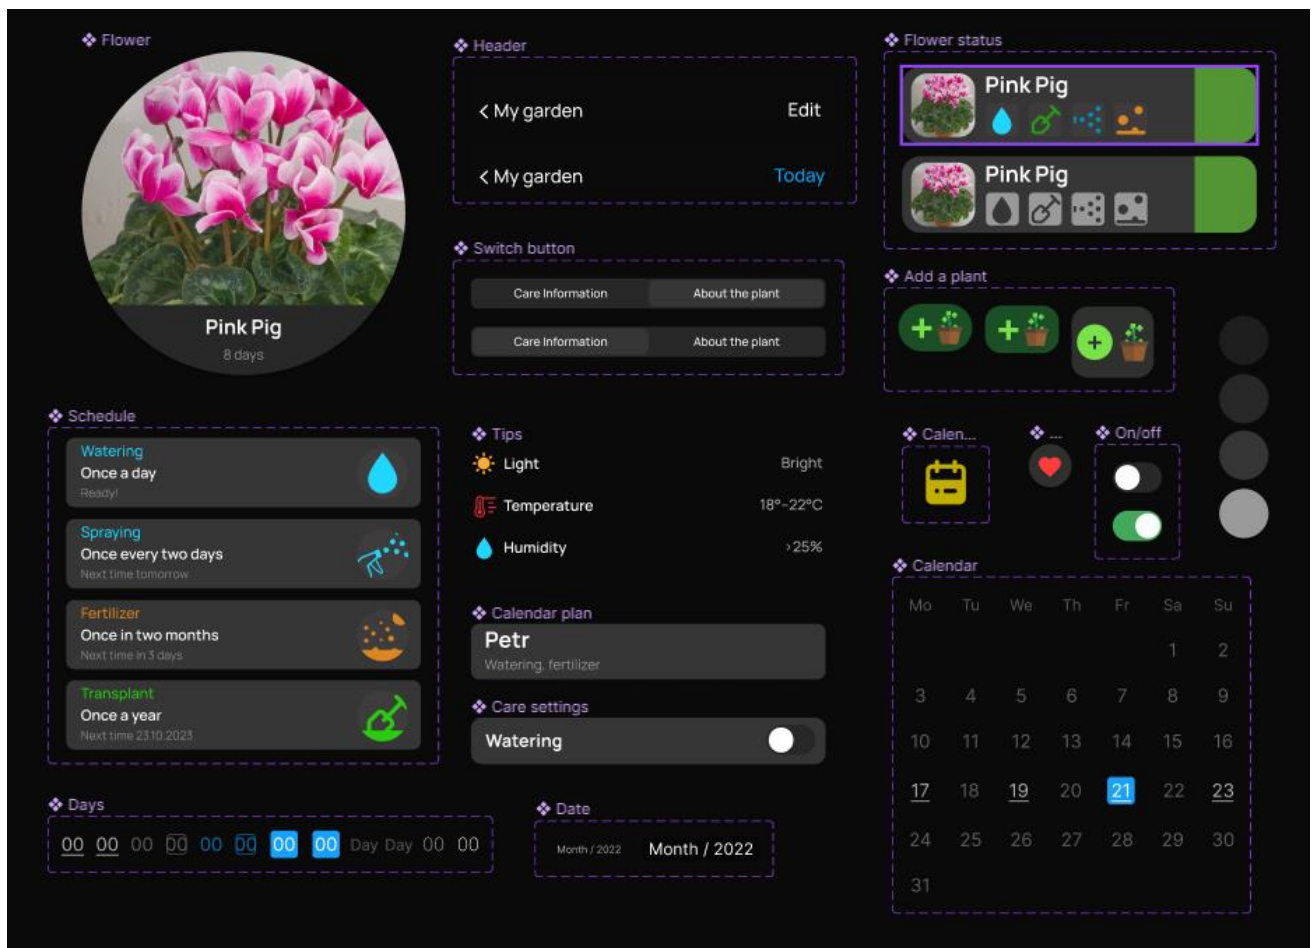 Flower
Pink Pig
8 days
Header
< My garden
Edit
< My garden
Today
Flower status
Pink Pig
Pink Pig
Switch button
Care Information
About the plant
Care Information
About the plant
Add a plant
Schedule
Watering
Once a day
Ready!
Spraying
Once every two days
Next time tomorrow
Fertilizer
Once in two months
Next time in 3 days
Transplant
Once a year
Next time 23.10.2023
Tips
Light
Bright
Temperature
18°–22°C
Humidity
>25%
Calen...
...
On/off
Calendar plan
Petr
Watering, fertilizer
Care settings
Watering
Calendar
Mo Tu We Th Fr Sa Su
1 2
3 4 5 6 7 8 9
10 11 12 13 14 15 16
17 18 19 20 21 22 23
24 25 26 27 28 29 30
31
Days
00 00 00 00 00 00 00 00 Day Day 00 00
Date
Month / 2022
Month / 2022